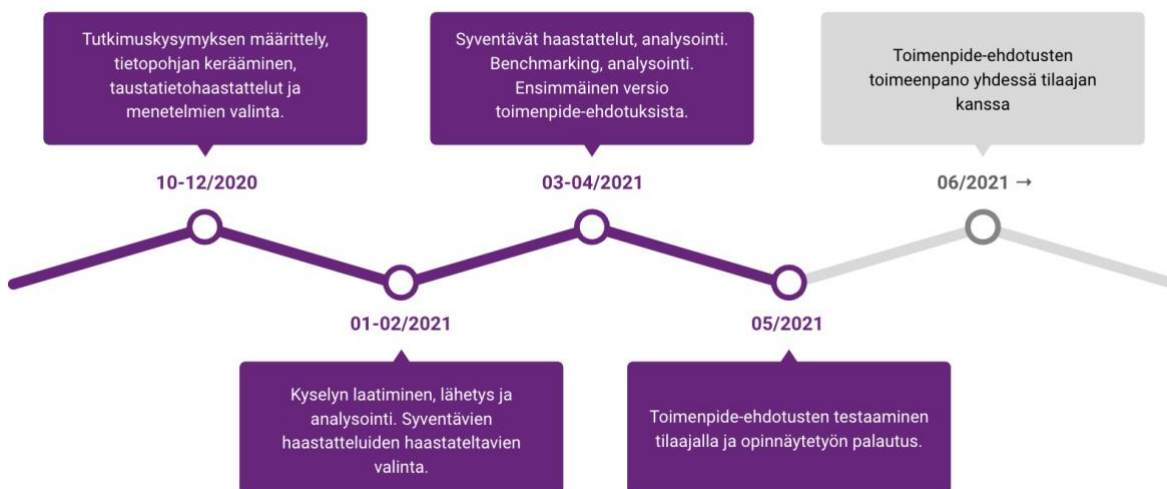 Tutkimuskysymyksen määrittely,
tietopohjan kerääminen,
taustatietohaastattelut ja
menetelmien valinta.
10-12/2020
Kyselyn laatiminen, lähetys ja
analysointi. Syventävien
haastatteluiden haastateltavien
valinta.
01-02/2021
Syventävät haastattelut, analysointi.
Benchmarking, analysointi.
Ensimmäinen versio
toimenpide-ehdotuksista.
03-04/2021
05/2021
Toimenpide-ehdotusten testaaminen
tilaajalla ja opinnäytetyön palautus.
Toimenpide-ehdotusten
toimeenpano yhdessä tilaajan
kanssa
06/2021 →